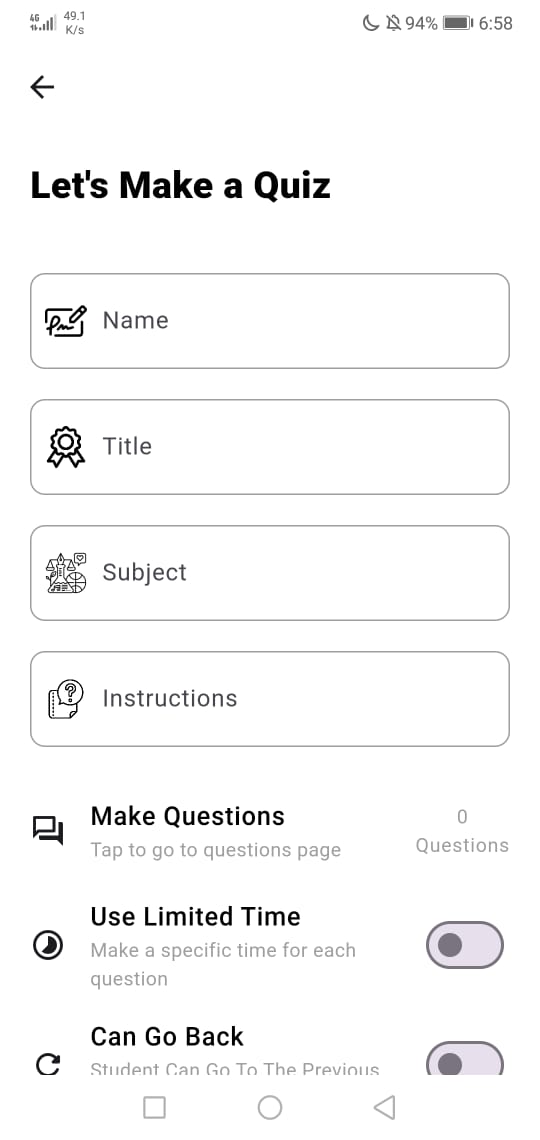 4G 49.1 K/s 94% 6:58
Let's Make a Quiz
Name
Title
Subject
Instructions
Make Questions
Tap to go to questions page
0
Questions
Use Limited Time
Make a specific time for each
question
Can Go Back
Student Can Go To The Previous